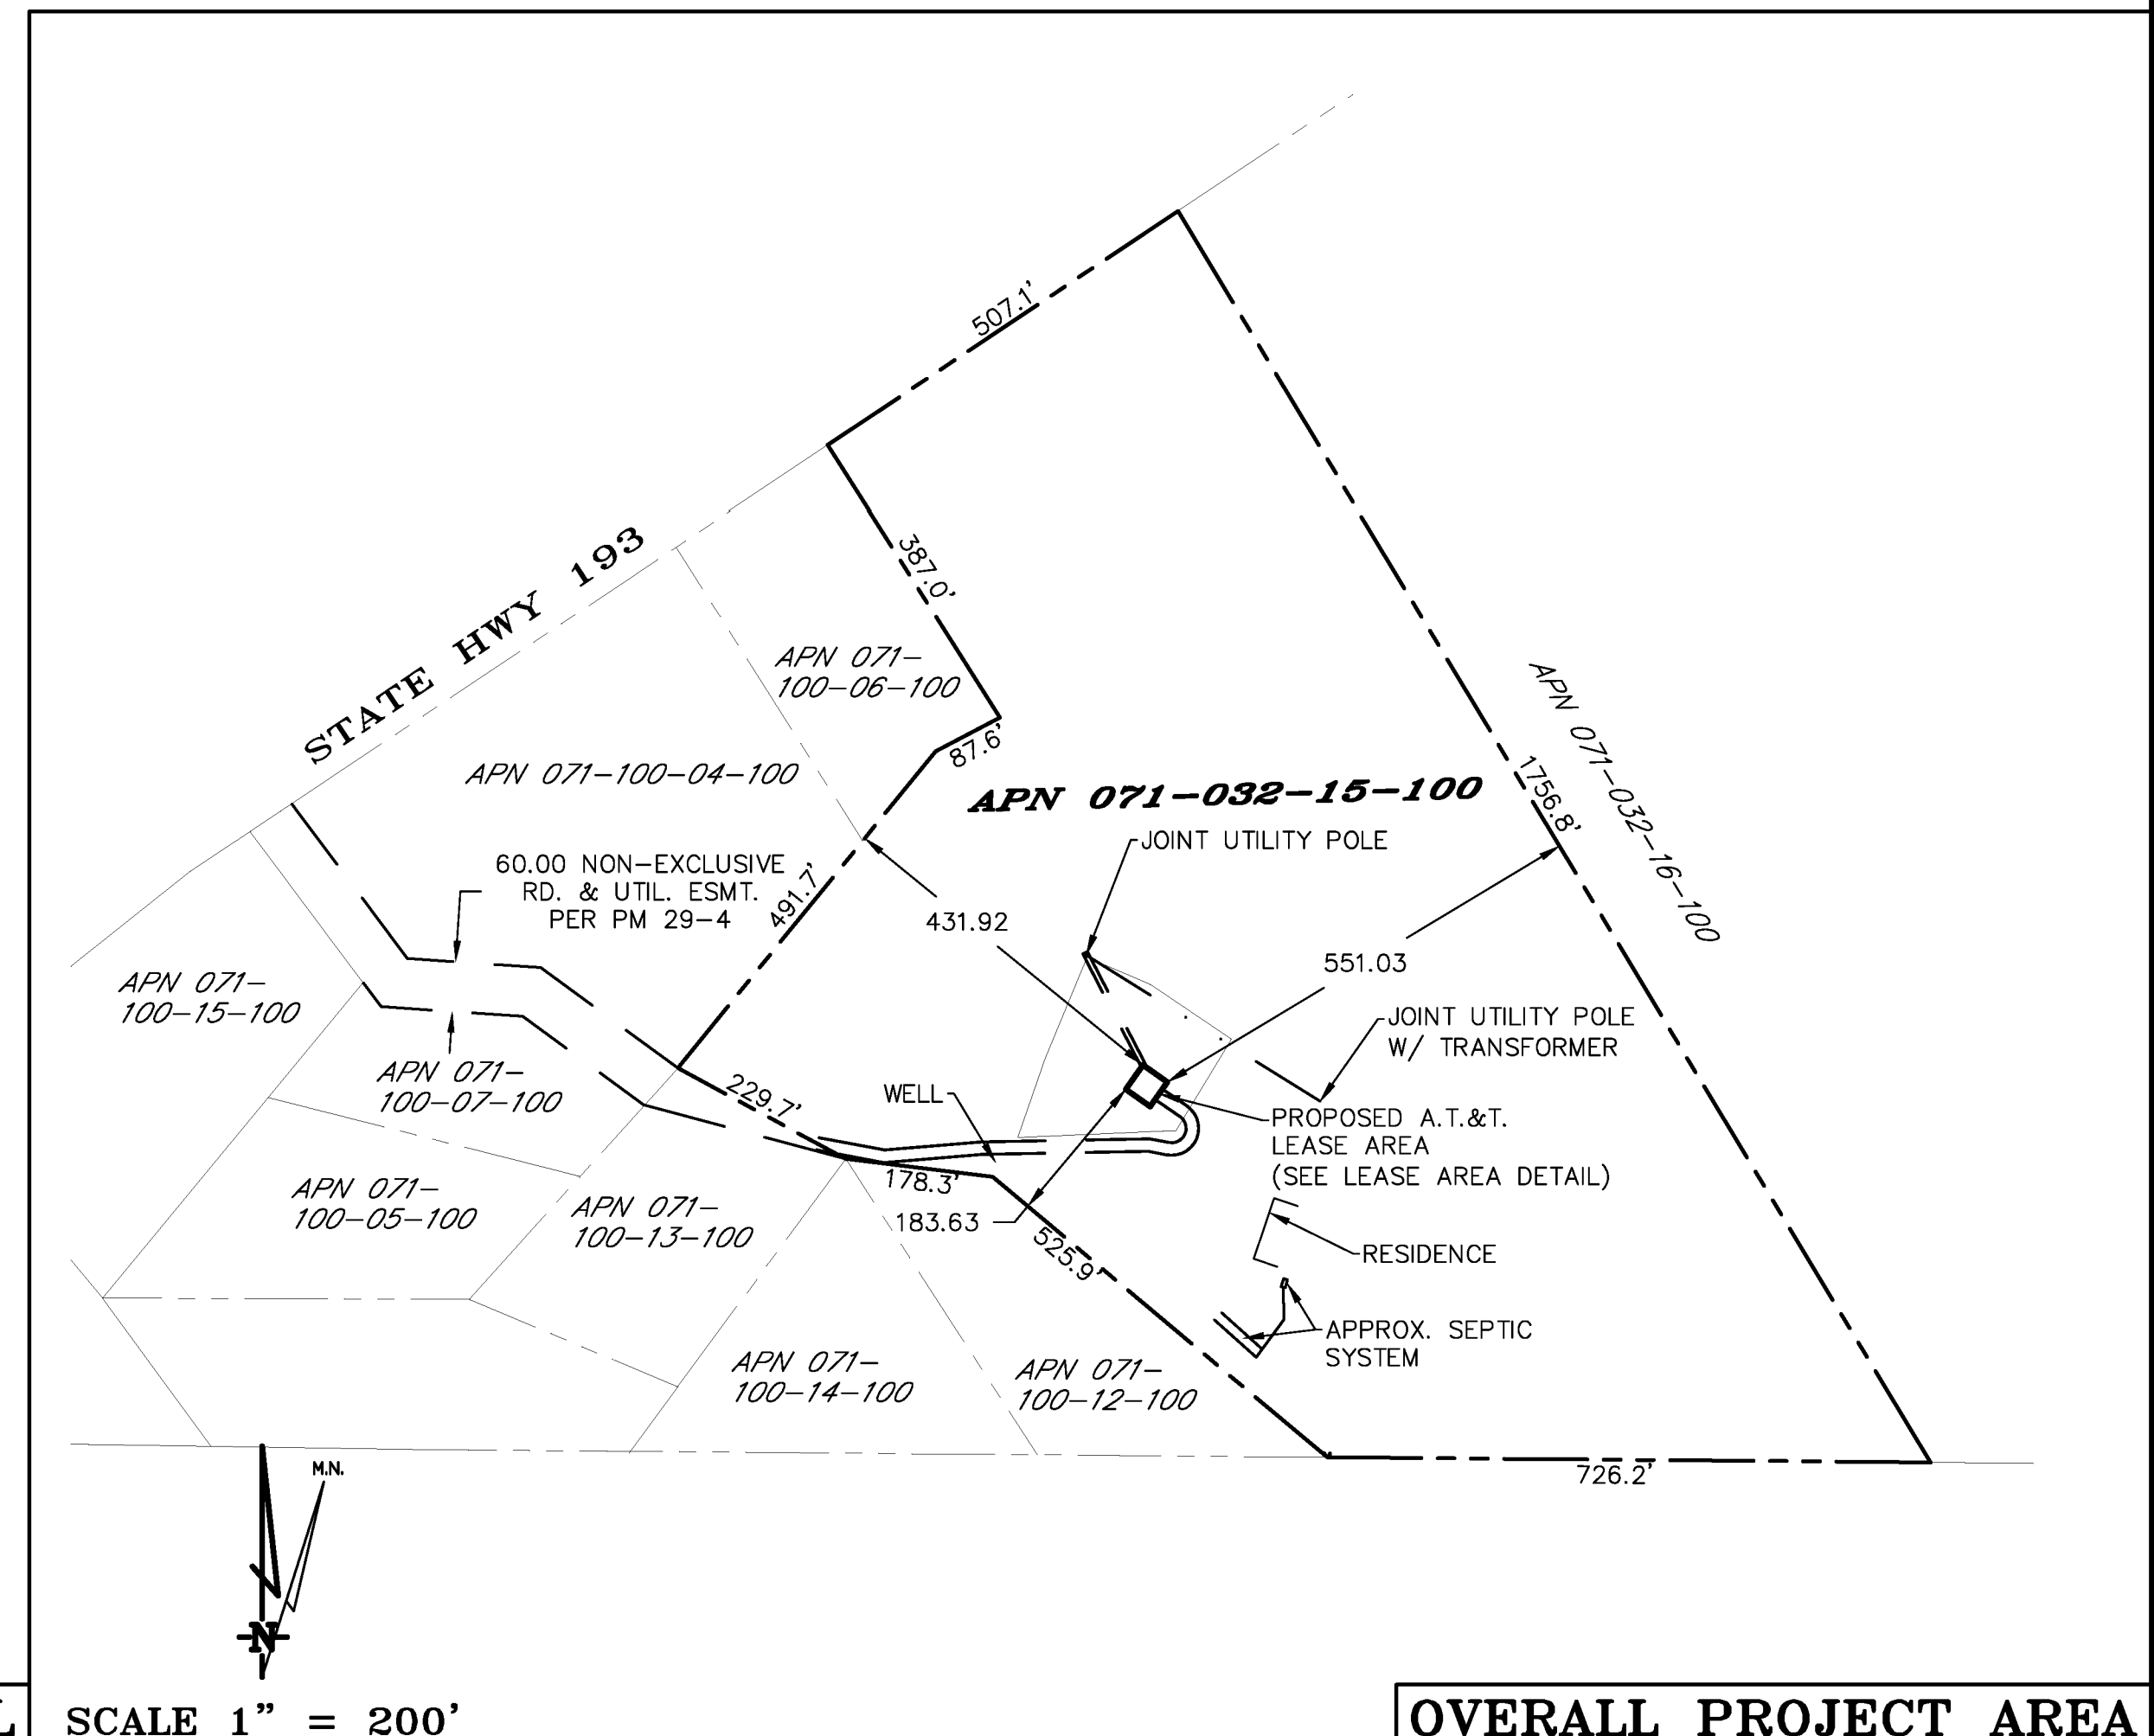 507.1'
STATE HWY 193
387.0'
APN 071-
100-06-100
87.6'
APN 071-032-16-100
APN 071-100-04-100
APN 071-032-15-100
1756.8'
JOINT UTILITY POLE
60.00 NON-EXCLUSIVE
RD. & UTIL. ESMT.
PER PM 29-4
491.7'
431.92
551.03
APN 071-
100-15-100
JOINT UTILITY POLE
W/ TRANSFORMER
APN 071-
100-07-100
229.7'
WELL
PROPOSED A.T.&T.
LEASE AREA
(SEE LEASE AREA DETAIL)
178.3'
183.63
APN 071-
100-05-100
APN 071-
100-13-100
525.9'
RESIDENCE
APPROX. SEPTIC
SYSTEM
APN 071-
100-14-100
APN 071-
100-12-100
726.2'
M.N.
N
SCALE 1" = 200'
OVERALL PROJECT AREA